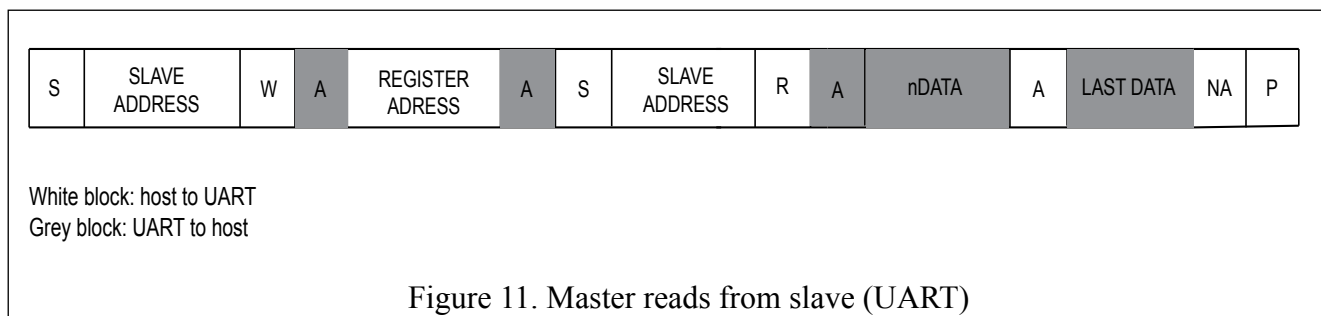 S SLAVE ADDRESS W A REGISTER ADRESS A S SLAVE ADDRESS R A nDATA A LAST DATA NA P
White block: host to UART
Grey block: UART to host
Figure 11. Master reads from slave (UART)